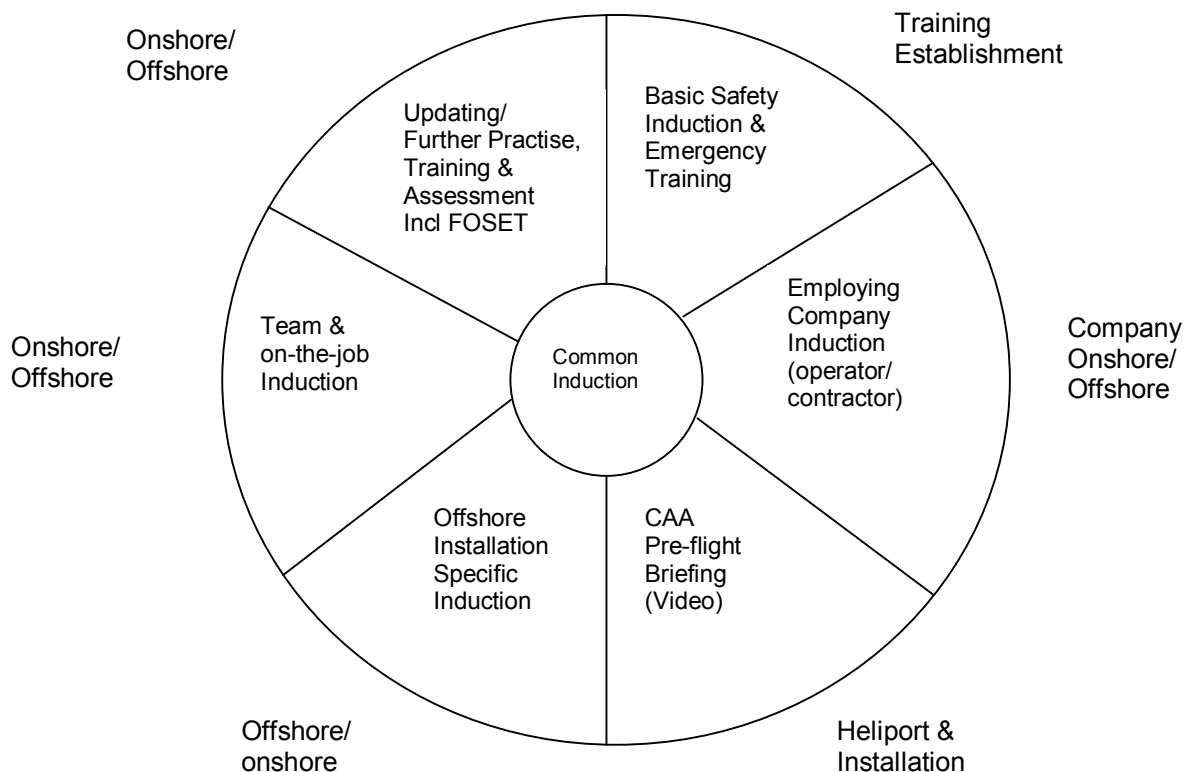 Onshore/
Offshore
Training
Establishment
Updating/
Further Practise,
Training &
Assessment
Incl FOSET
Basic Safety
Induction &
Emergency
Training
Onshore/
Offshore
Team &
on-the-job
Induction
Common
Induction
Employing
Company
Induction
(operator/
contractor)
Company
Onshore/
Offshore
Offshore
Installation
Specific
Induction
CAA
Pre-flight
Briefing
(Video)
Offshore/
onshore
Heliport &
Installation